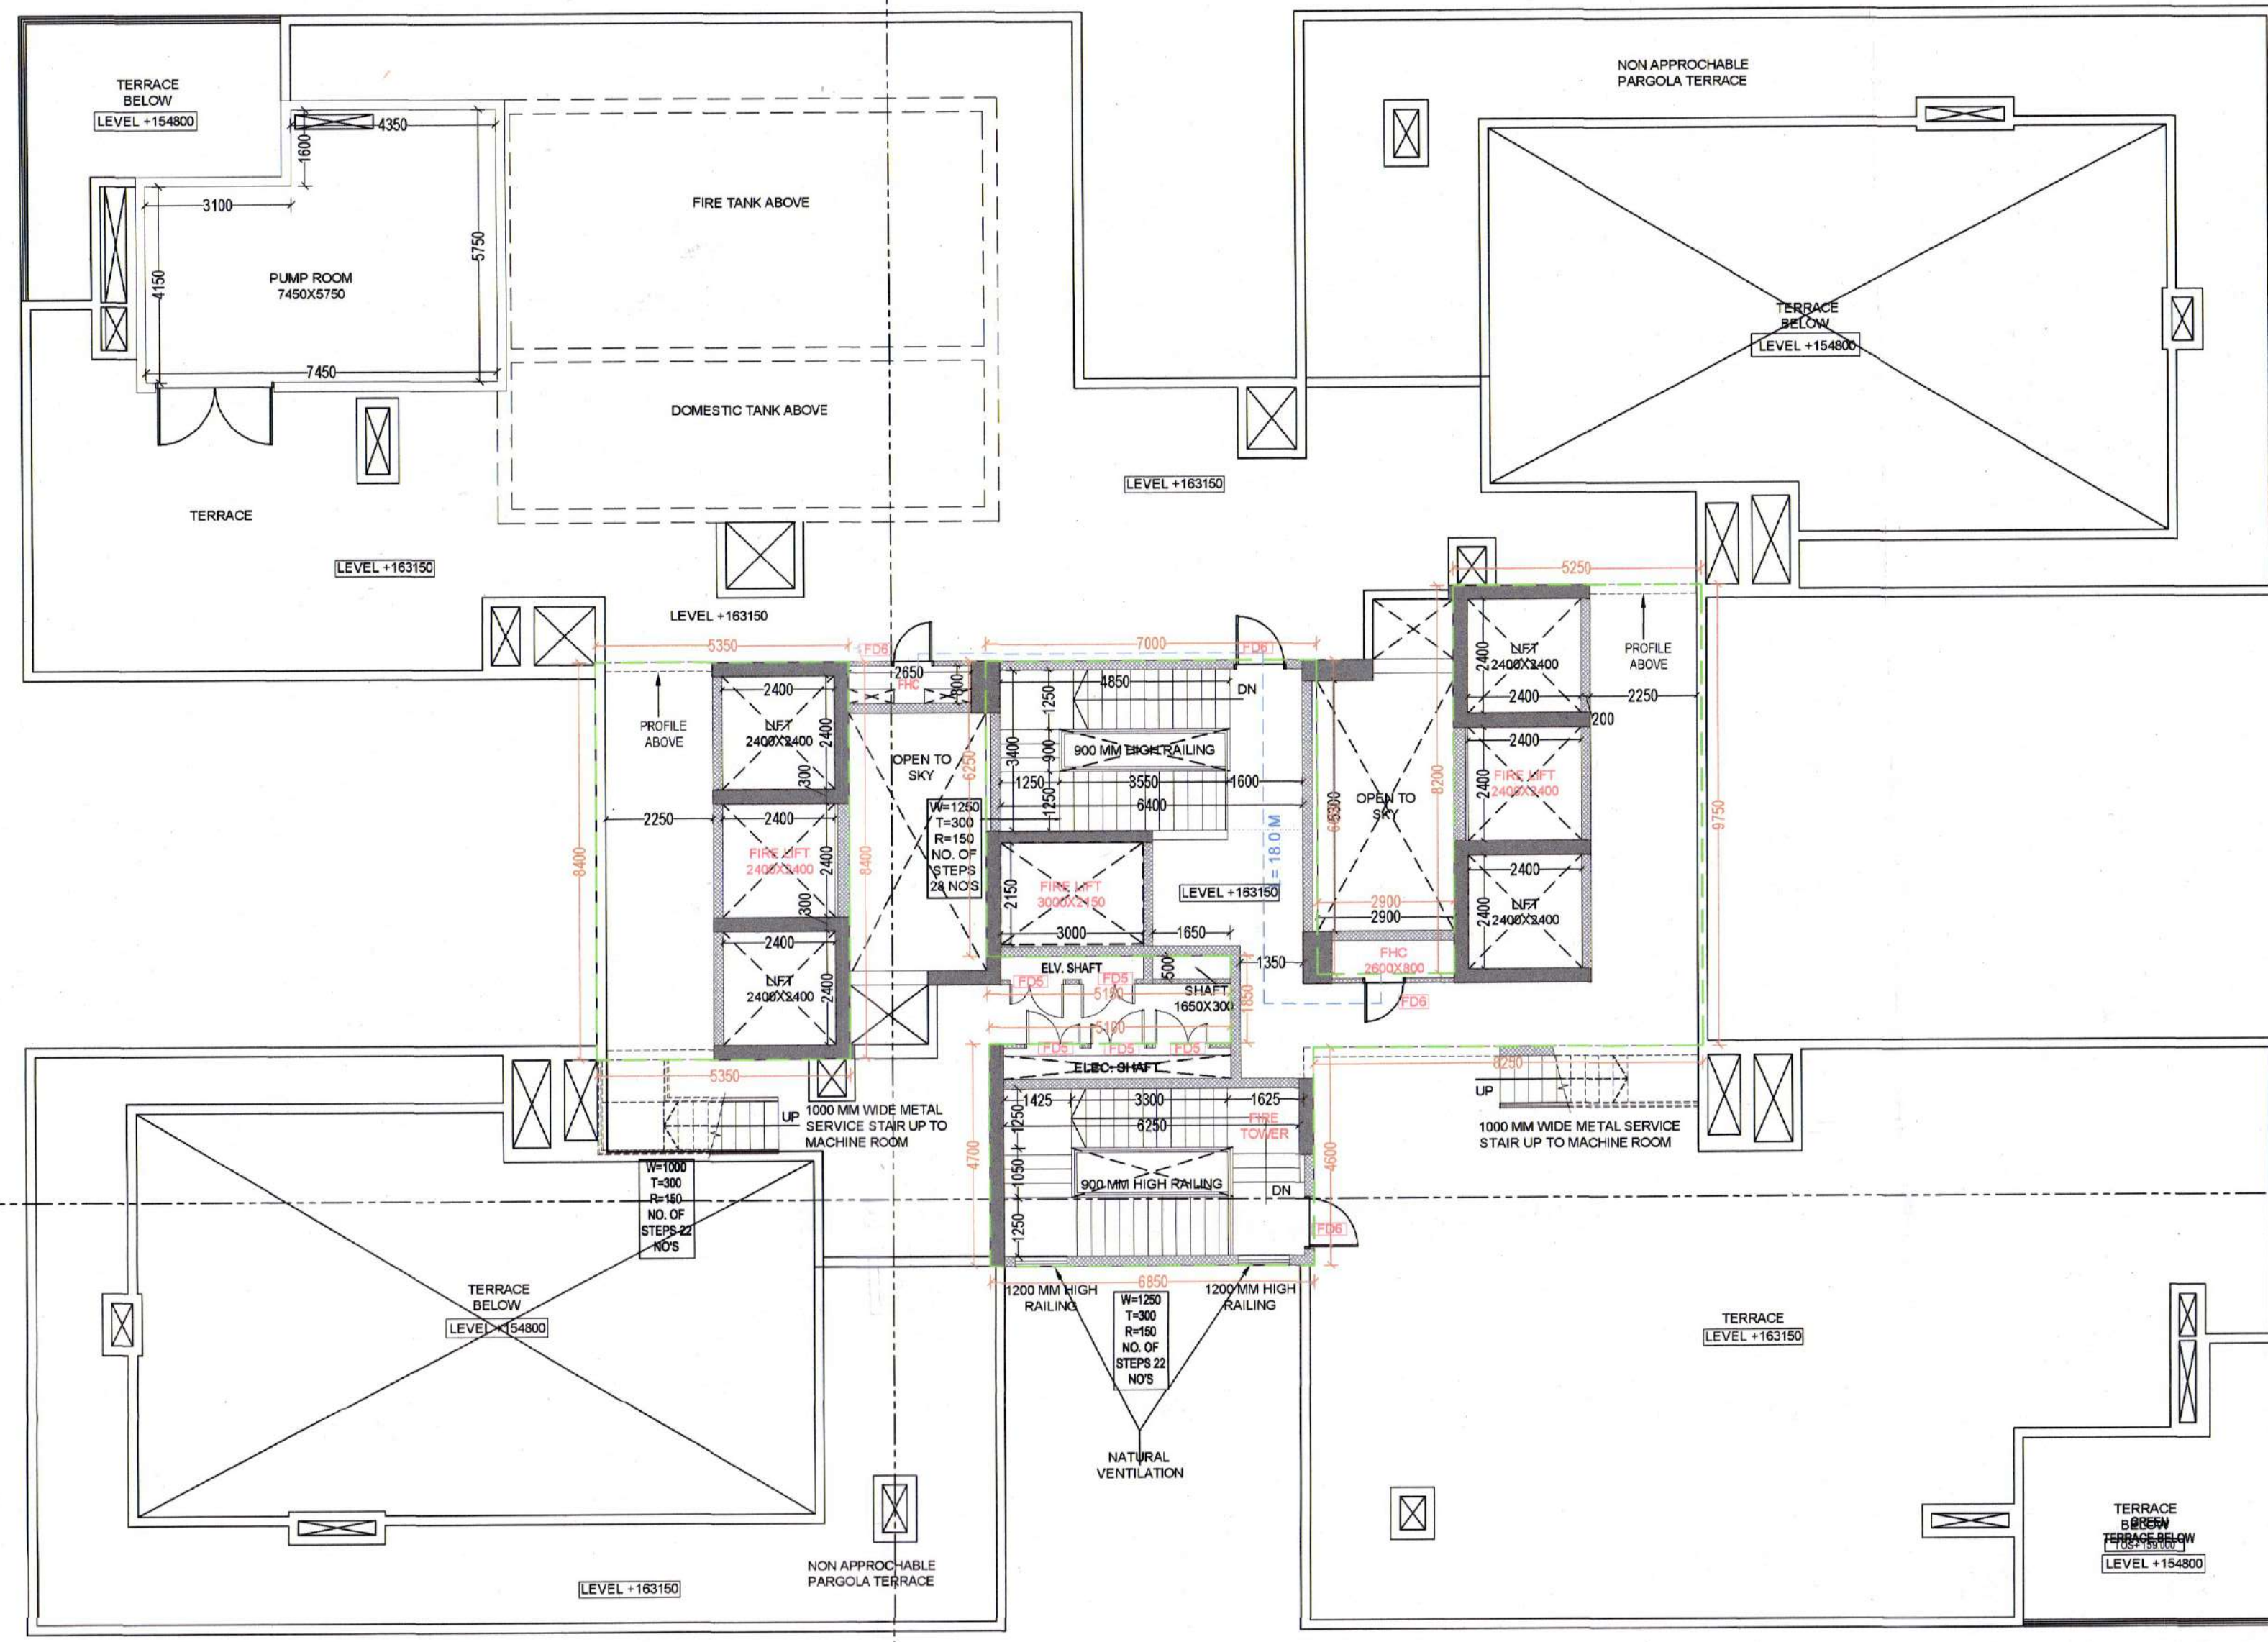 TERRACE
BELOW
LEVEL +154800
4350
1600
3100
4150
5750
PUMP ROOM
7450X5750
7450
FIRE TANK ABOVE
DOMESTIC TANK ABOVE
TERRACE
LEVEL +163150
LEVEL +163150
LEVEL +163150
NON APPROCHABLE
PARGOLA TERRACE
TERRACE
BELOW
LEVEL +154800
5350
FD6
2650
FHC
800
7000
FD6
5250
PROFILE
ABOVE
2400
LIFT
2400X2400
2400
300
2250
8400
2400
FIRE LIFT
2400X2400
2400
300
2400
LIFT
2400X2400
2400
8400
OPEN TO
SKY
6250
W=1250
T=300
R=150
NO. OF
STEPS
28 NO'S
4850
DN
1250
3400
900
900 MM HIGH RAILING
1250
3550
1600
1250
6400
2150
FIRE LIFT
3000X2150
3000
1650
LEVEL +163150
L= 18.0 M
5300
OPEN TO
SKY
8200
2900
2900
FHC
2600X800
FD6
2400
LIFT
2400X2400
2400
2250
200
PROFILE
ABOVE
2400
FIRE LIFT
2400X2400
2400
2400
LIFT
2400X2400
2400
9750
ELV. SHAFT
500
1350
FD5
FD5
5150
SHAFT
1650X300
1850
5100
FD5
FD5
FD5
ELEC. SHAFT
5350
8250
UP
1000 MM WIDE METAL
SERVICE STAIR UP TO
MACHINE ROOM
UP
1000 MM WIDE METAL SERVICE
STAIR UP TO MACHINE ROOM
1425
3300
1625
1250
6250
FIRE
TOWER
4700
4600
1050
900 MM HIGH RAILING
DN
1250
FD6
W=1000
T=300
R=150
NO. OF
STEPS 22
NO'S
6850
1200 MM HIGH
RAILING
1200 MM HIGH
RAILING
W=1250
T=300
R=150
NO. OF
STEPS 22
NO'S
NATURAL
VENTILATION
TERRACE
BELOW
LEVEL +154800
TERRACE
LEVEL +163150
NON APPROCHABLE
PARGOLA TERRACE
LEVEL +163150
TERRACE
BELOW
GREEN
TERRACE BELOW
LEVEL +154800